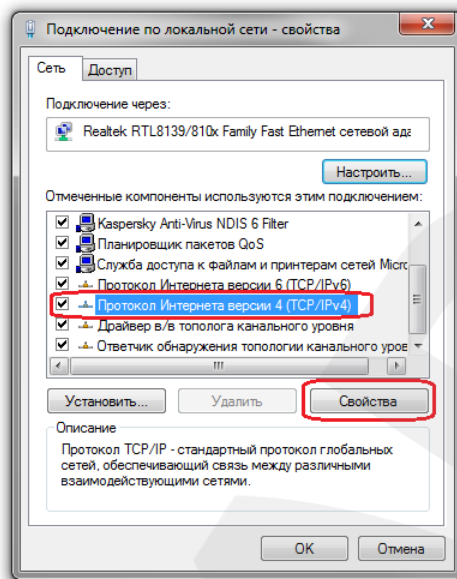 Подключение по локальной сети - свойства
Сеть Доступ
Подключение через:
Realtek RTL8139/810x Family Fast Ethernet сетевой ада
Настроить...
Отмеченные компоненты используются этим подключением:
Kaspersky Anti-Virus NDIS 6 Filter
Планировщик пакетов QoS
Служба доступа к файлам и принтерам сетей Micro
Протокол Интернета версии 6 (TCP/IPv6)
Протокол Интернета версии 4 (TCP/IPv4)
Драйвер в/в тополога канального уровня
Ответчик обнаружения топологии канального уров
Установить... Удалить Свойства
Описание
Протокол TCP/IP - стандартный протокол глобальных
сетей, обеспечивающий связь между различными
взаимодействующими сетями.
OK Отмена